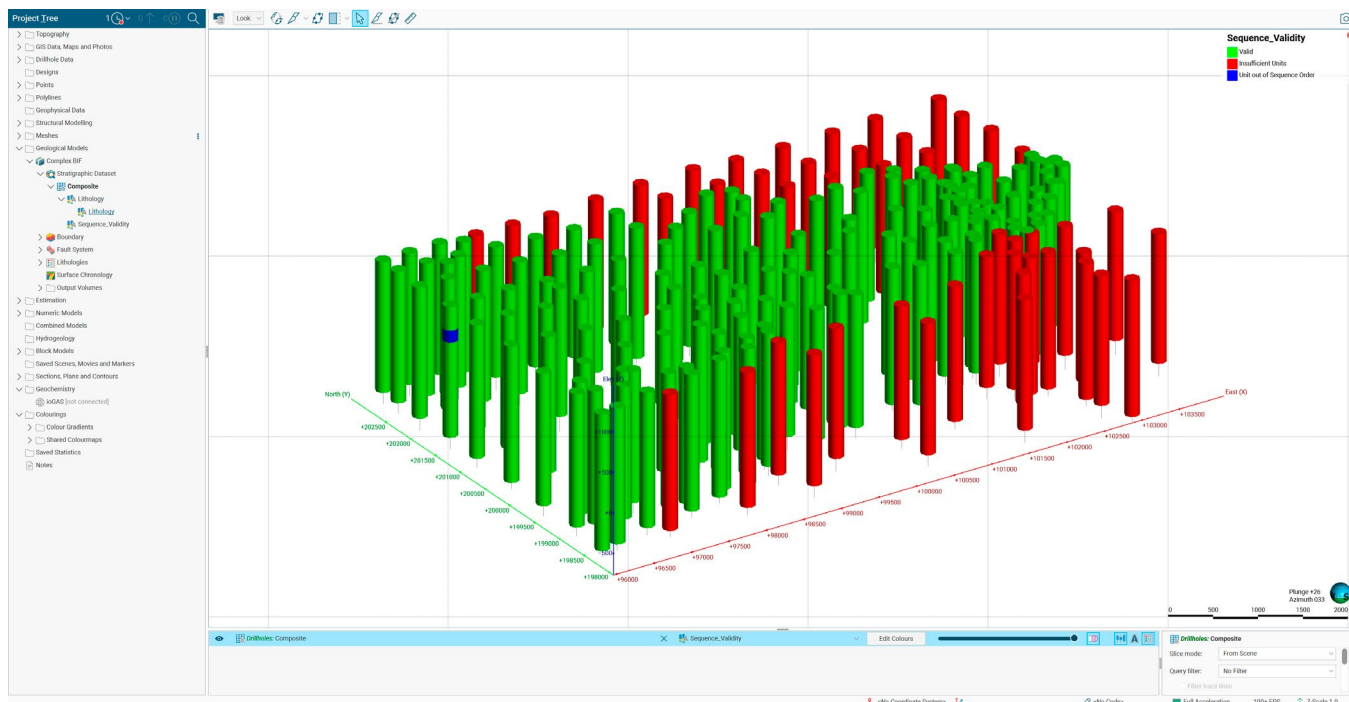 Project Tree
1
0
0
Look
Topography
GIS Data, Maps and Photos
Drillhole Data
Designs
Points
Polylines
Geophysical Data
Structural Modelling
Meshes
Geological Models
Complex BIF
Stratigraphic Dataset
Composite
Lithology
Lithology
Sequence_Validity
Boundary
Fault System
Lithologies
Surface Chronology
Output Volumes
Estimation
Numeric Models
Combined Models
Hydrogeology
Block Models
Saved Scenes, Movies and Markers
Sections, Plans and Contours
Geochemistry
ioGAS [not connected]
Colourings
Colour Gradients
Shared Colourmaps
Saved Statistics
Notes
Sequence_Validity
Valid
Insufficient Units
Unit out of Sequence Order
North (Y)
+202500
+202000
+201500
+201000
+200500
+200000
+199500
+199000
+198500
+198000
East (X)
+103500
+103000
+102500
+102000
+101500
+101000
+100500
+100000
+99500
+99000
+98500
+98000
+97500
+97000
+96500
+96000
Plunge +26
Azimuth 033
0 500 1000 1500 2000
Drillholes: Composite
Sequence_Validity
Edit Colours
Drillholes: Composite
Slice mode: From Scene
Query filter: No Filter
Filter trace lines